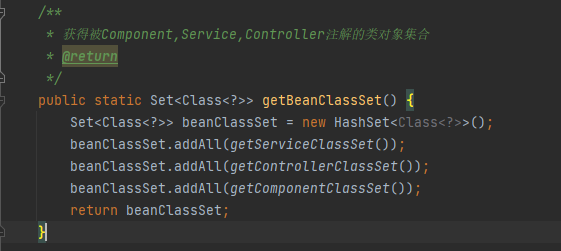 /**
 * 获得被Component,Service,Controller注解的类对象集合
 * @return
 */
public static Set<Class<?>> getBeanClassSet() {
    Set<Class<?>> beanClassSet = new HashSet<Class<?>>();
    beanClassSet.addAll(getServiceClassSet());
    beanClassSet.addAll(getControllerClassSet());
    beanClassSet.addAll(getComponentClassSet());
    return beanClassSet;
}